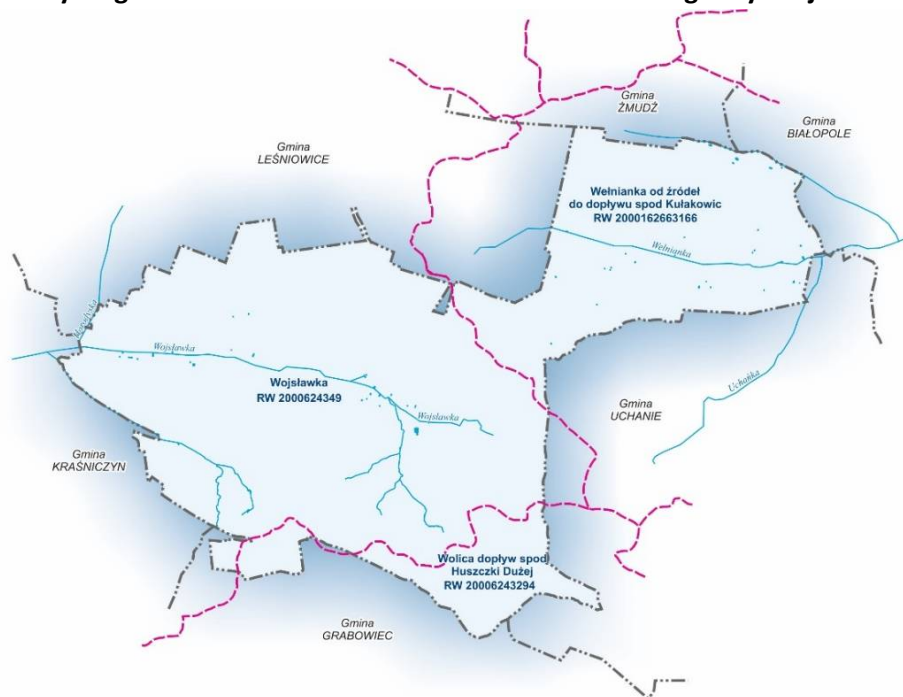 Gmina
ŻMUDŹ
Gmina
BIAŁOPOLE
Gmina
LEŚNIOWICE
Wełnianka od źródeł
do dopływu spod Kułakowic
RW 2000162663166
Wełnianka
Wojsławka
Wojsławka
RW 2000624349
Wojsławka
Uchańka
Gmina
UCHANIE
Gmina
KRAŚNICZYN
Wolica dopływ spod
Huszczki Dużej
RW 20006243294
Gmina
GRABOWIEC